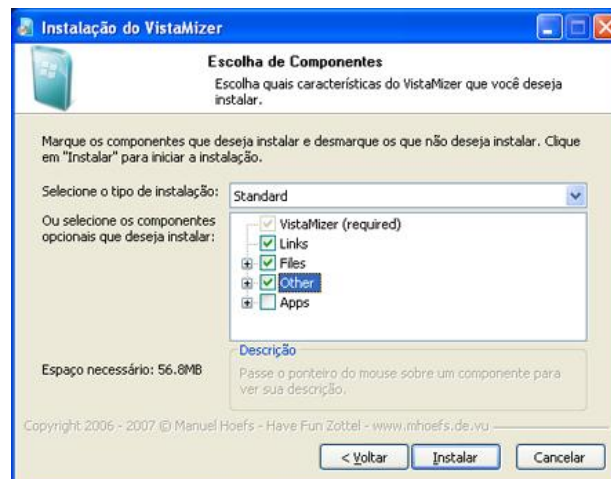 Instalação do VistaMizer
Escolha de Componentes
Escolha quais características do VistaMizer que você deseja
instalar.
Marque os componentes que deseja instalar e desmarque os que não deseja instalar. Clique
em "Instalar" para iniciar a instalação.
Selecione o tipo de instalação:
Standard
Ou selecione os componentes
opcionais que deseja instalar:
VistaMizer (required)
Links
Files
Other
Apps
Espaço necessário: 56.8MB
Descrição
Passe o ponteiro do mouse sobre um componente para
ver sua descrição.
Copyright 2006 - 2007 © Manuel Hoefs - Have Fun Zottel - www.mhoefs.de.vu
< Voltar
Instalar
Cancelar